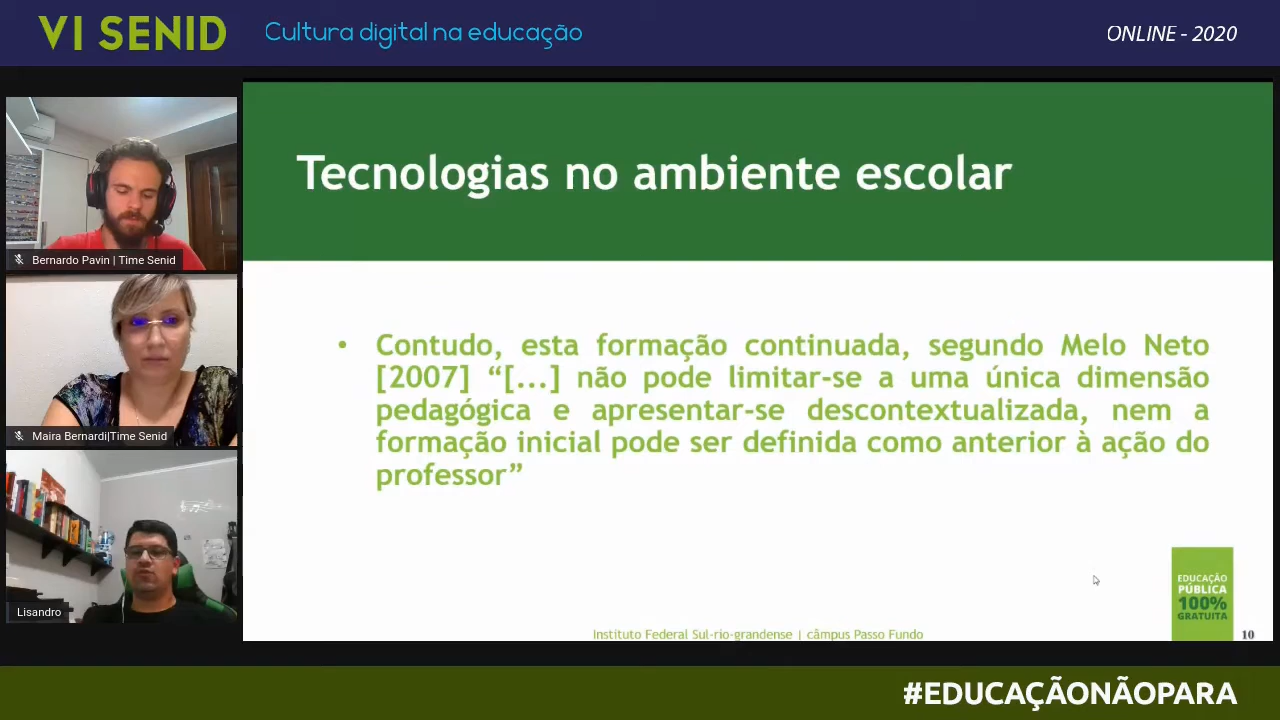 VI SENID
Cultura digital na educação
ONLINE - 2020
Bernardo Pavin | Time Senid
Maira Bernardi|Time Senid
Lisandro
Tecnologias no ambiente escolar
• Contudo, esta formação continuada, segundo Melo Neto
[2007] “[...] não pode limitar-se a uma única dimensão
pedagógica e apresentar-se descontextualizada, nem a
formação inicial pode ser definida como anterior à ação do
professor”
EDUCAÇÃO
PÚBLICA
100%
GRATUITA
Instituto Federal Sul-rio-grandense | câmpus Passo Fundo
10
#EDUCAÇÃONÃOPARA